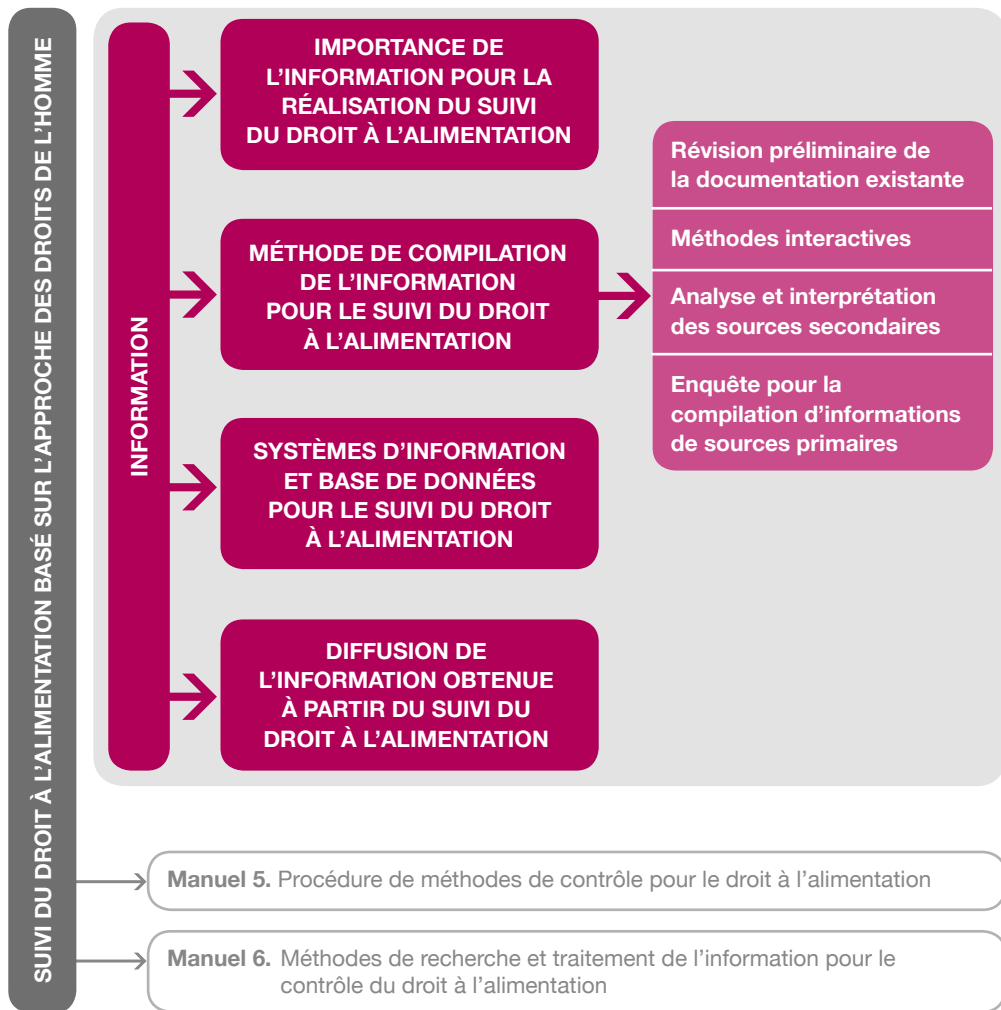 SUIVI DU DROIT À L'ALIMENTATION BASÉ SUR L'APPROCHE DES DROITS DE L'HOMME
INFORMATION
IMPORTANCE DE
L'INFORMATION POUR LA
RÉALISATION DU SUIVI
DU DROIT À L'ALIMENTATION
MÉTHODE DE COMPILATION
DE L'INFORMATION
POUR LE SUIVI DU DROIT
À L'ALIMENTATION
Révision préliminaire de
la documentation existante
Méthodes interactives
Analyse et interprétation
des sources secondaires
Enquête pour la
compilation d'informations
de sources primaires
SYSTÈMES D'INFORMATION
ET BASE DE DONNÉES
POUR LE SUIVI DU DROIT
À L'ALIMENTATION
DIFFUSION DE
L'INFORMATION OBTENUE
À PARTIR DU SUIVI DU
DROIT À L'ALIMENTATION
Manuel 5. Procédure de méthodes de contrôle pour le droit à l'alimentation
Manuel 6. Méthodes de recherche et traitement de l'information pour le
contrôle du droit à l'alimentation